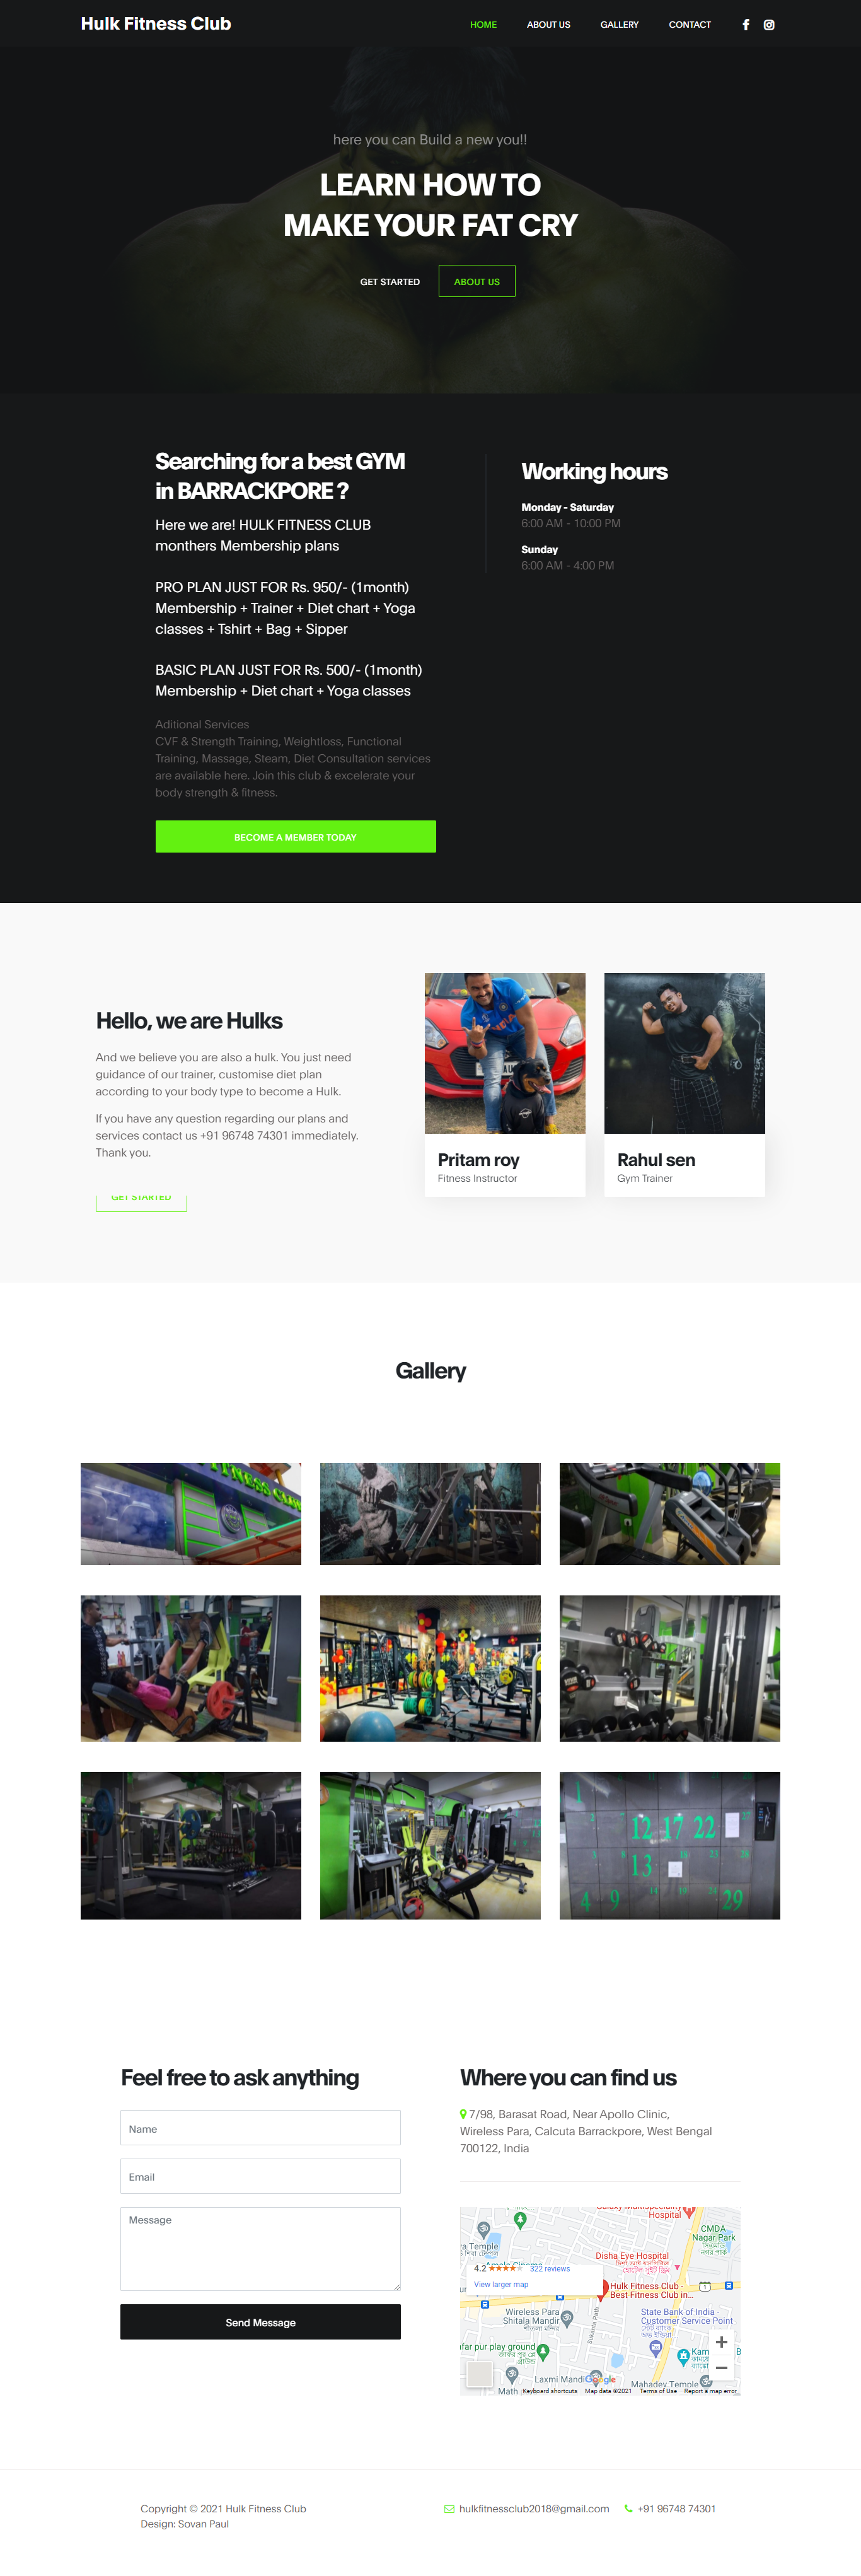 Hulk Fitness Club
HOME ABOUT US GALLERY CONTACT
here you can Build a new you!!
LEARN HOW TO
MAKE YOUR FAT CRY
GET STARTED ABOUT US
Searching for a best GYM
in BARRACKPORE ?
Here we are! HULK FITNESS CLUB
monthers Membership plans
PRO PLAN JUST FOR Rs. 950/- (1month)
Membership + Trainer + Diet chart + Yoga
classes + Tshirt + Bag + Sipper
BASIC PLAN JUST FOR Rs. 500/- (1month)
Membership + Diet chart + Yoga classes
Aditional Services
CVF & Strength Training, Weightloss, Functional
Training, Massage, Steam, Diet Consultation services
are available here. Join this club & excelerate your
body strength & fitness.
BECOME A MEMBER TODAY
Working hours
Monday - Saturday
6:00 AM - 10:00 PM
Sunday
6:00 AM - 4:00 PM
Hello, we are Hulks
And we believe you are also a hulk. You just need
guidance of our trainer, customise diet plan
according to your body type to become a Hulk.
If you have any question regarding our plans and
services contact us +91 96748 74301 immediately.
Thank you.
GET STARTED
Pritam roy
Fitness Instructor
Rahul sen
Gym Trainer
Gallery
12 17 22
13
4 9 29
Feel free to ask anything
Name
Email
Message
Send Message
Where you can find us
7/98, Barasat Road, Near Apollo Clinic,
Wireless Para, Calcuta Barrackpore, West Bengal
700122, India
Hospital
CMDA
Nagar Park
ya Temple
Disha Eye Hospital
4.2 322 reviews
View larger map
Hulk Fitness Club -
Best Fitness Club in...
Wireless Para
Shitala Mandir
State Bank of India -
Customer Service Point
far pur play ground
Laxmi Mandi
Google
Mahadev Temple
Math
Keyboard shortcuts Map data ©2021 Terms of Use Report a map error
Copyright © 2021 Hulk Fitness Club
Design: Sovan Paul
hulkfitnessclub2018@gmail.com +91 96748 74301